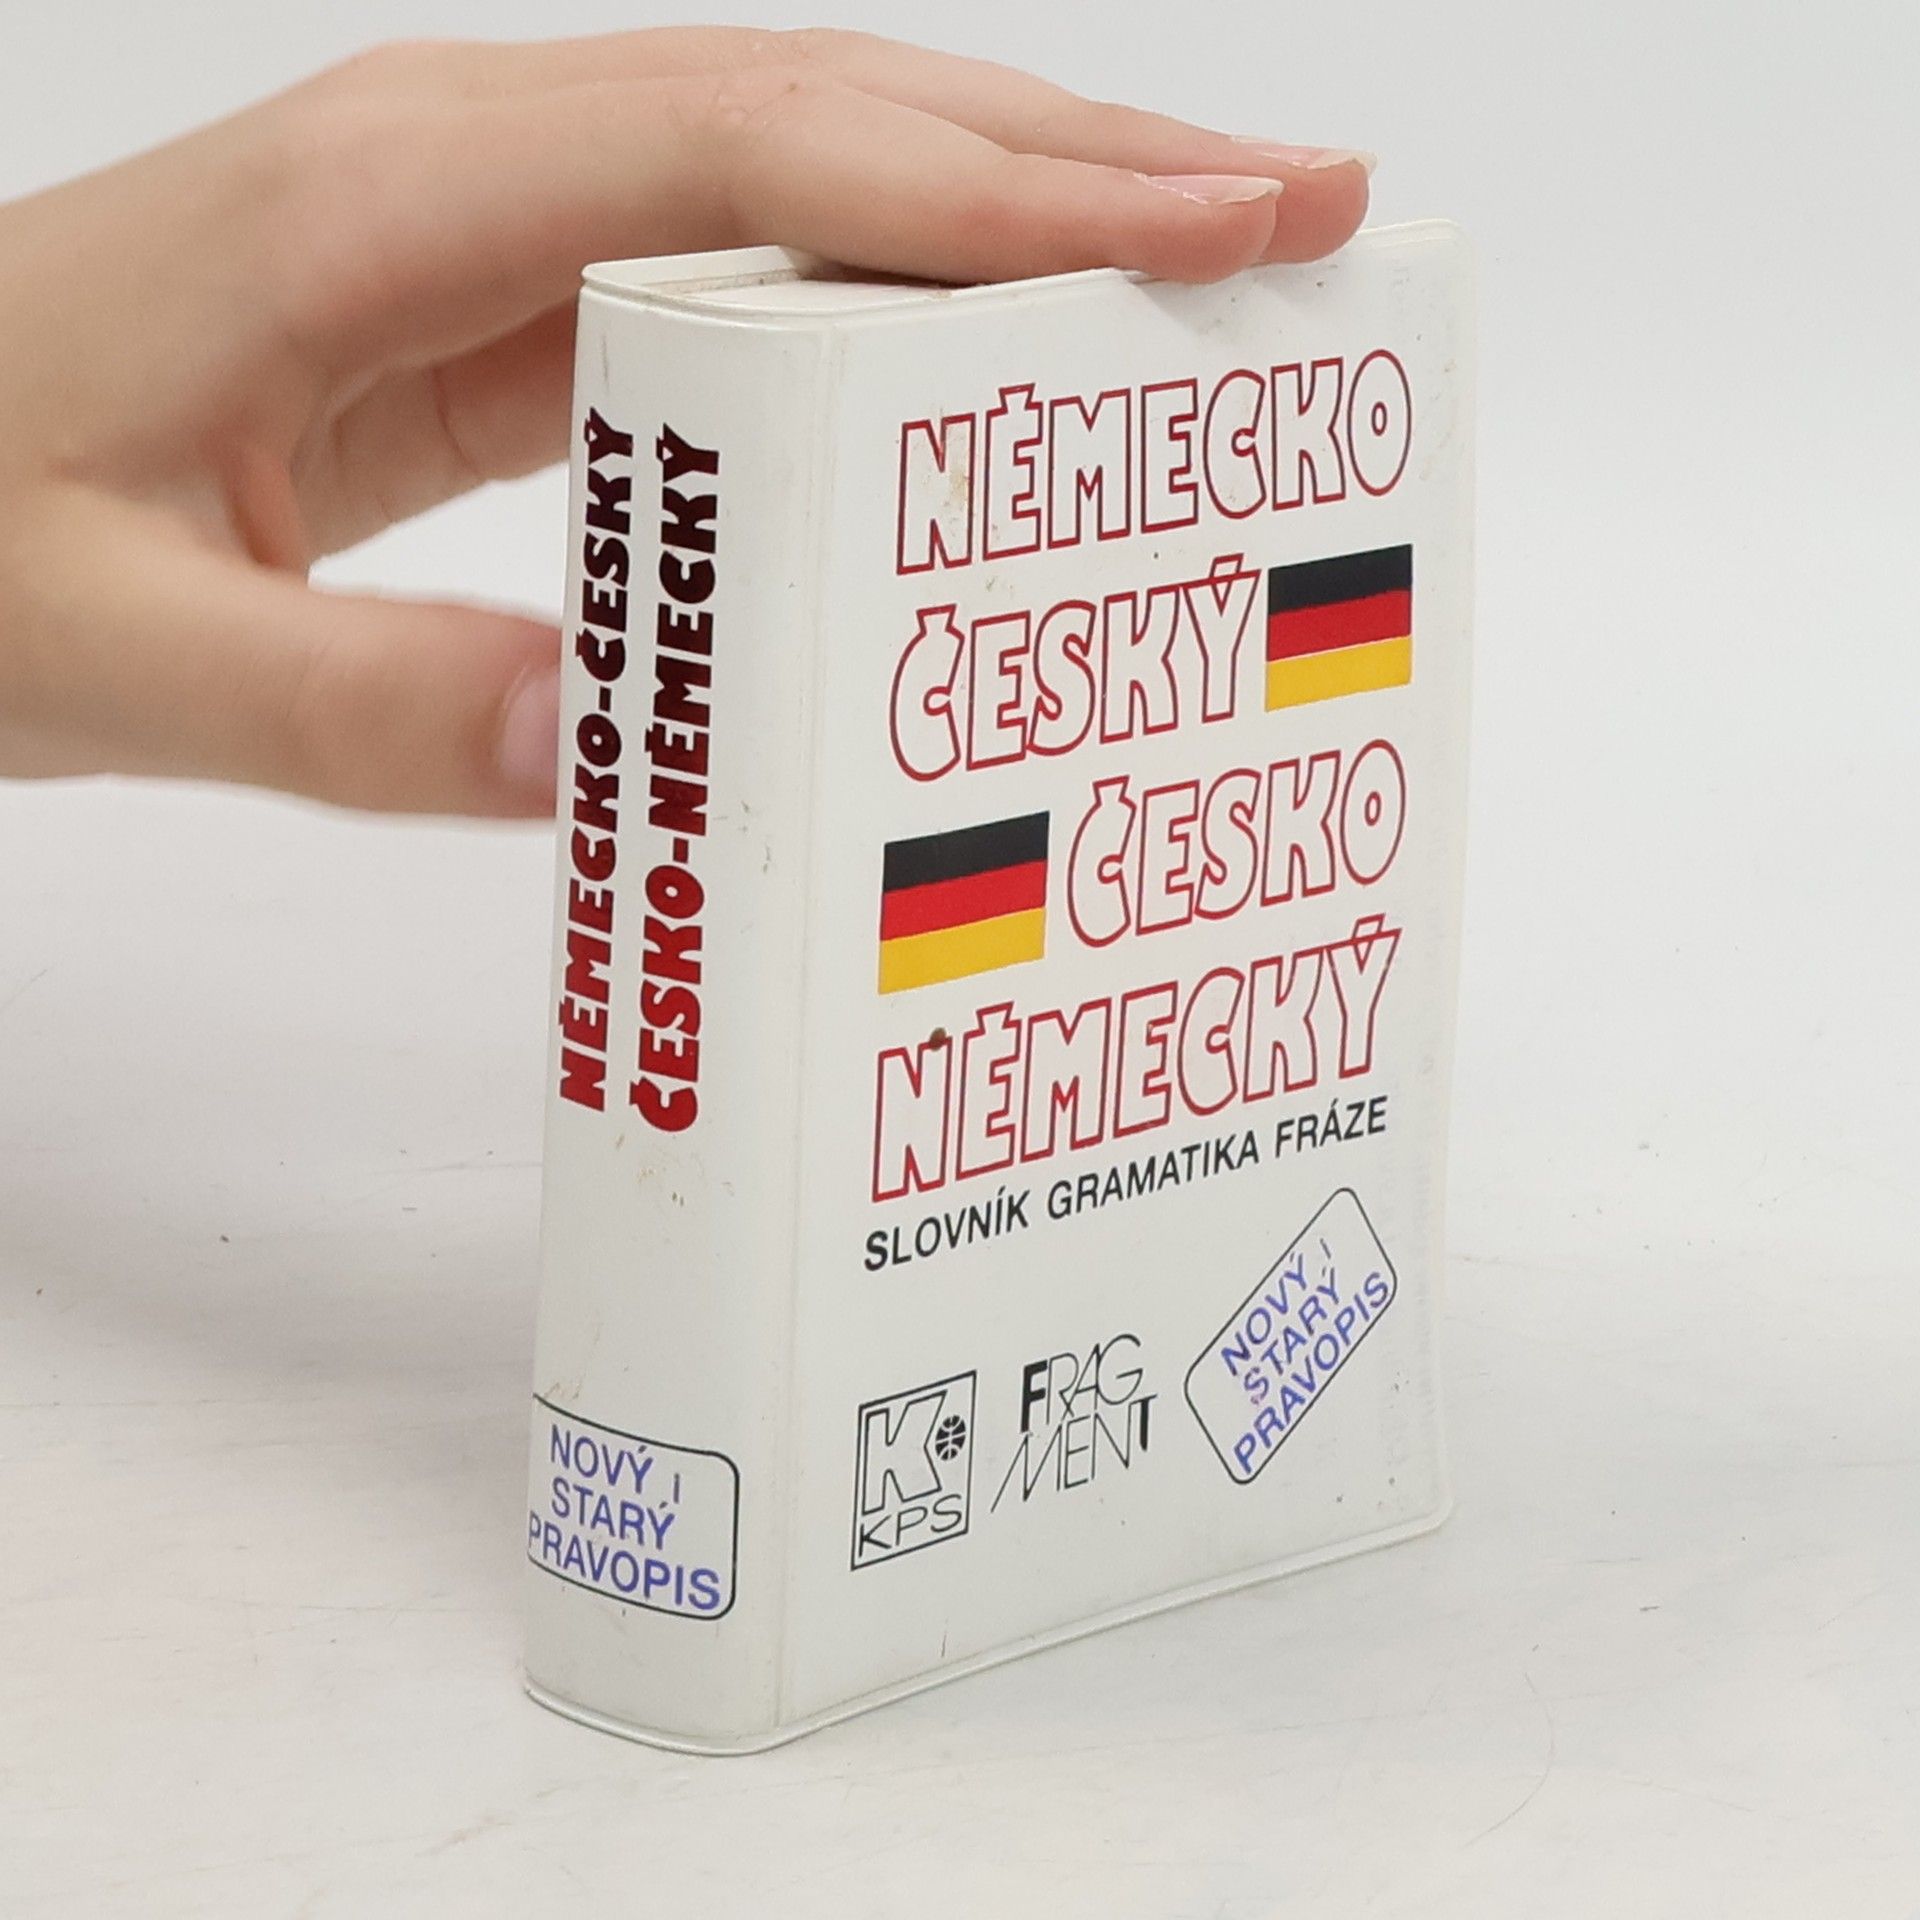 NĚMECKO-ČESKÝ
ČESKO-NĚMECKÝ
NOVÝ i
STARÝ
PRAVOPIS
NĚMECKO
ČESKÝ
ČESKO
NĚMECKÝ
SLOVNÍK GRAMATIKA FRÁZE
K
KPS
FRAG
MENT
NOVÝ i
STARÝ
PRAVOPIS